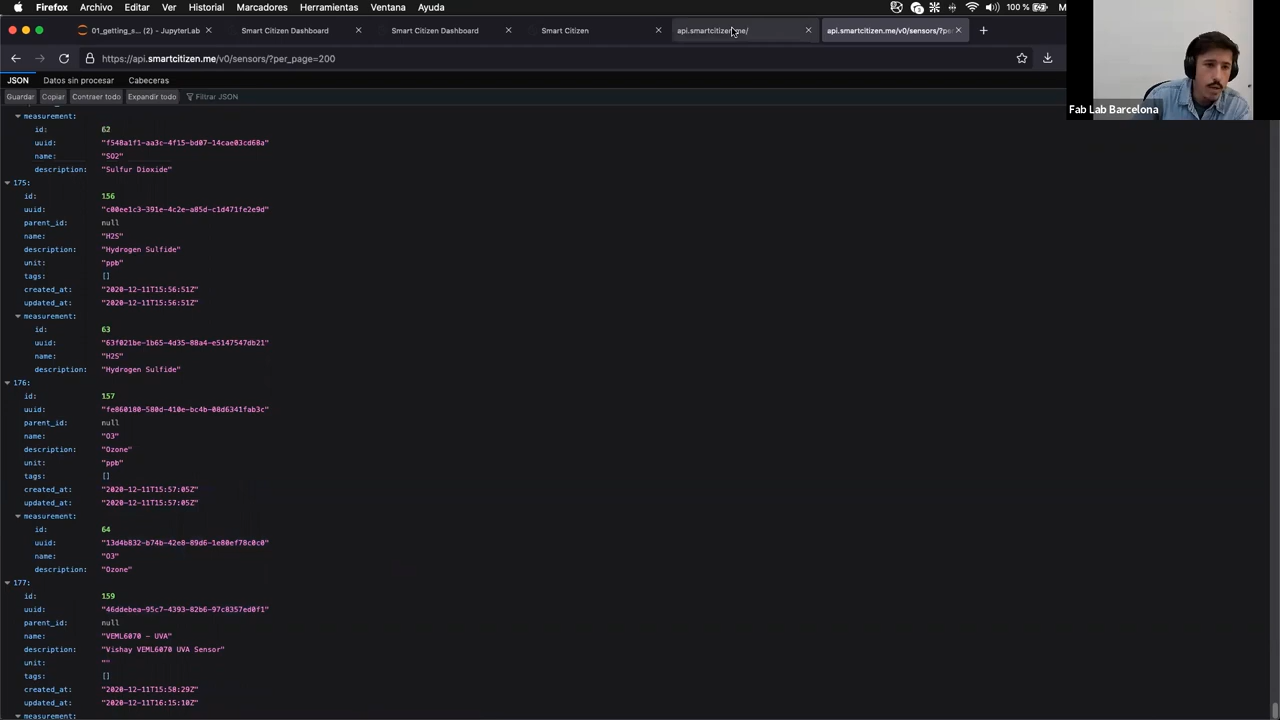 Firefox Archivo Editar Ver Historial Marcadores Herramientas Ventana Ayuda 100 %
01_getting_s... (2) - JupyterLab Smart Citizen Dashboard Smart Citizen Dashboard Smart Citizen api.smartcitizen.me/ api.smartcitizen.me/v0/sensors/?pe
https://api.smartcitizen.me/v0/sensors/?per_page=200
JSON Datos sin procesar Cabeceras
Guardar Copiar Contraer todo Expandir todo Filtrar JSON
Fab Lab Barcelona
measurement:
id: 62
uuid: "f548a1f1-aa3c-4f15-bd07-14cae03cd68a"
name: "SO2"
description: "Sulfur Dioxide"
175:
id: 156
uuid: "c00ee1c3-391e-4c2e-a85d-c1d471fe2e9d"
parent_id: null
name: "H2S"
description: "Hydrogen Sulfide"
unit: "ppb"
tags: []
created_at: "2020-12-11T15:56:51Z"
updated_at: "2020-12-11T15:56:51Z"
measurement:
id: 63
uuid: "63f021be-1b65-4d35-88a4-e5147547db21"
name: "H2S"
description: "Hydrogen Sulfide"
176:
id: 157
uuid: "fe860180-580d-410e-bc4b-08d6341fab3c"
parent_id: null
name: "O3"
description: "Ozone"
unit: "ppb"
tags: []
created_at: "2020-12-11T15:57:05Z"
updated_at: "2020-12-11T15:57:05Z"
measurement:
id: 64
uuid: "13d4b832-b74b-42e8-89d6-1e80ef78c0c0"
name: "O3"
description: "Ozone"
177:
id: 159
uuid: "46ddebea-95c7-4393-82b6-97c8357ed0f1"
parent_id: null
name: "VEML6070 – UVA"
description: "Vishay VEML6070 UVA Sensor"
unit: ""
tags: []
created_at: "2020-12-11T15:58:29Z"
updated_at: "2020-12-11T16:15:10Z"
measurement: